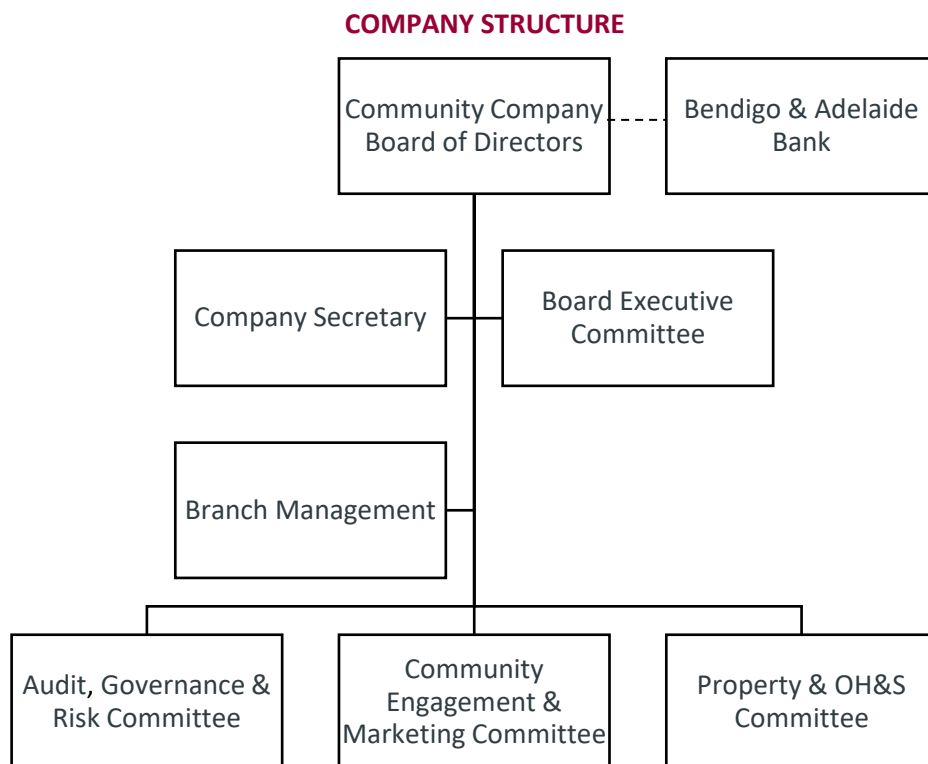 COMPANY STRUCTURE
Community Company
Board of Directors
Bendigo & Adelaide
Bank
Company Secretary
Board Executive
Committee
Branch Management
Audit, Governance &
Risk Committee
Community
Engagement &
Marketing Committee
Property & OH&S
Committee